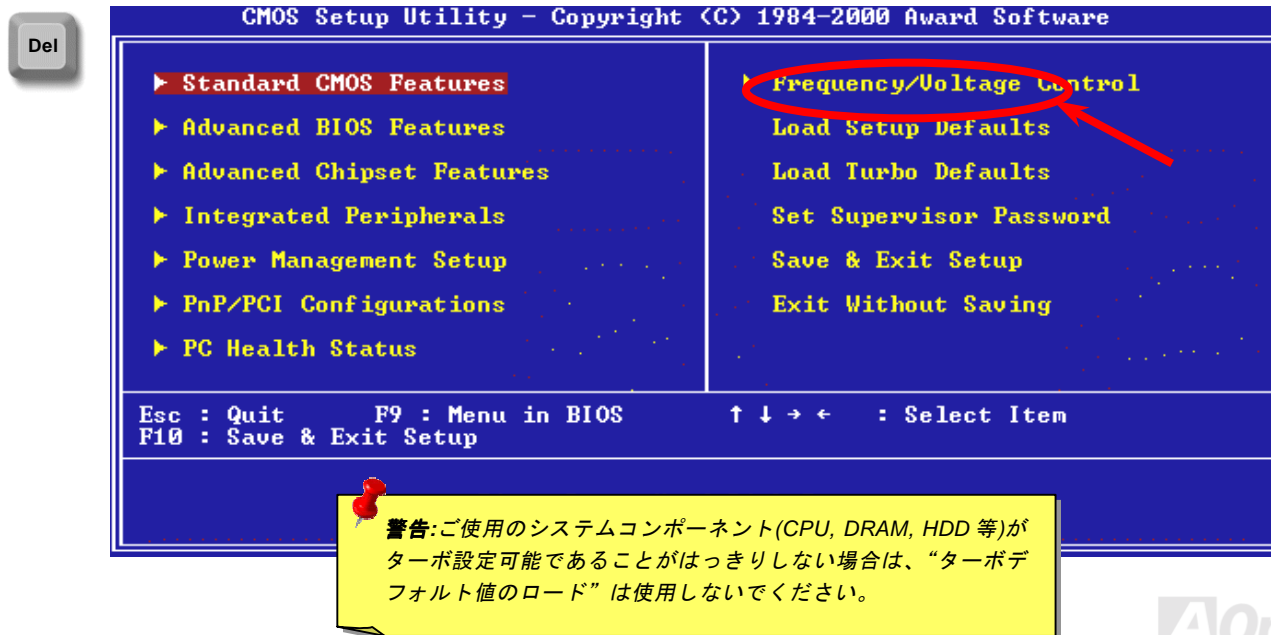 Del
CMOS Setup Utility – Copyright (C) 1984–2000 Award Software
▶ Standard CMOS Features
▶ Advanced BIOS Features
▶ Advanced Chipset Features
▶ Integrated Peripherals
▶ Power Management Setup
▶ PnP/PCI Configurations
▶ PC Health Status
▶ Frequency/Voltage Control
Load Setup Defaults
Load Turbo Defaults
Set Supervisor Password
Save & Exit Setup
Exit Without Saving
Esc : Quit F9 : Menu in BIOS ↑ ↓ → ← : Select Item
F10 : Save & Exit Setup
警告:ご使用のシステムコンポーネント(CPU, DRAM, HDD 等)が
ターボ設定可能であることがはっきりしない場合は、“ターボデ
フォルト値のロード”は使用しないでください。